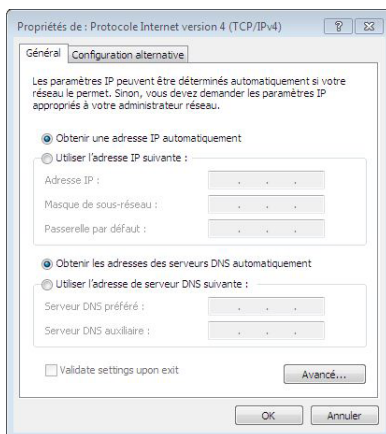 Propriétés de : Protocole Internet version 4 (TCP/IPv4)
Général Configuration alternative
Les paramètres IP peuvent être déterminés automatiquement si votre
réseau le permet. Sinon, vous devez demander les paramètres IP
appropriés à votre administrateur réseau.
Obtenir une adresse IP automatiquement
Utiliser l'adresse IP suivante :
Adresse IP :
Masque de sous-réseau :
Passerelle par défaut :
Obtenir les adresses des serveurs DNS automatiquement
Utiliser l'adresse de serveur DNS suivante :
Serveur DNS préféré :
Serveur DNS auxiliaire :
Validate settings upon exit
Avancé...
OK Annuler